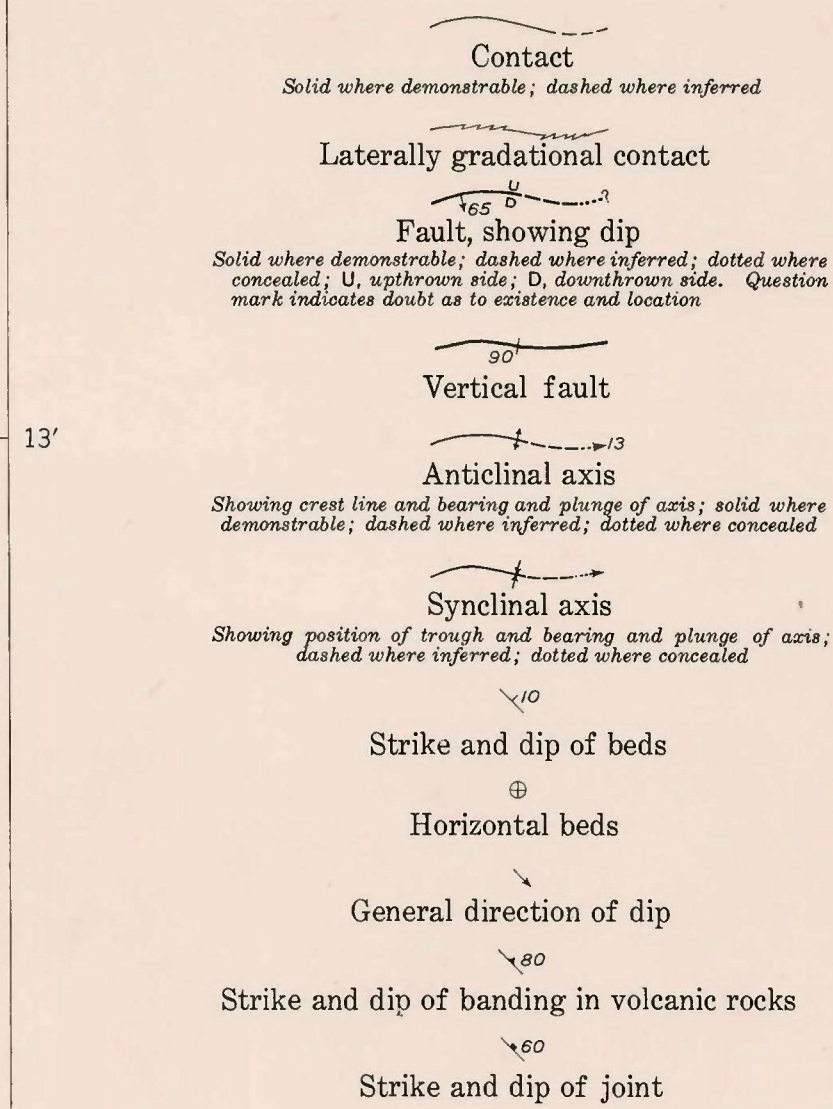 Contact
Solid where demonstrable; dashed where inferred
Laterally gradational contact
U
65 D ?
Fault, showing dip
Solid where demonstrable; dashed where inferred; dotted where
concealed; U, upthrown side; D, downthrown side. Question
mark indicates doubt as to existence and location
90
Vertical fault
13′
13
Anticlinal axis
Showing crest line and bearing and plunge of axis; solid where
demonstrable; dashed where inferred; dotted where concealed
Synclinal axis
Showing position of trough and bearing and plunge of axis;
dashed where inferred; dotted where concealed
10
Strike and dip of beds
Horizontal beds
General direction of dip
80
Strike and dip of banding in volcanic rocks
60
Strike and dip of joint